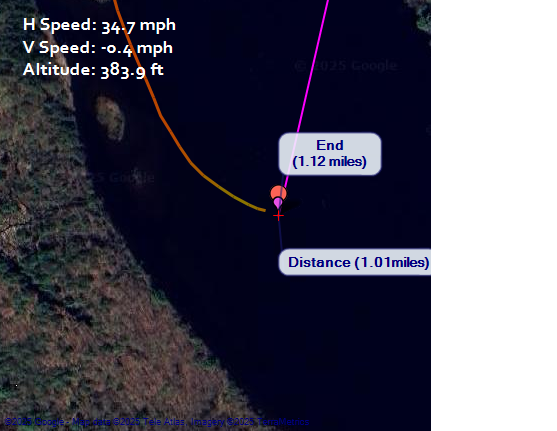 H Speed: 34.7 mph
V Speed: -0.4 mph
Altitude: 383.9 ft
© 2025 Google
End
(1.12 miles)
25 Google
Distance (1.01miles)
©2025 Google - Map data ©2025 Tele Atlas, Imagery ©2025 TerraMetrics